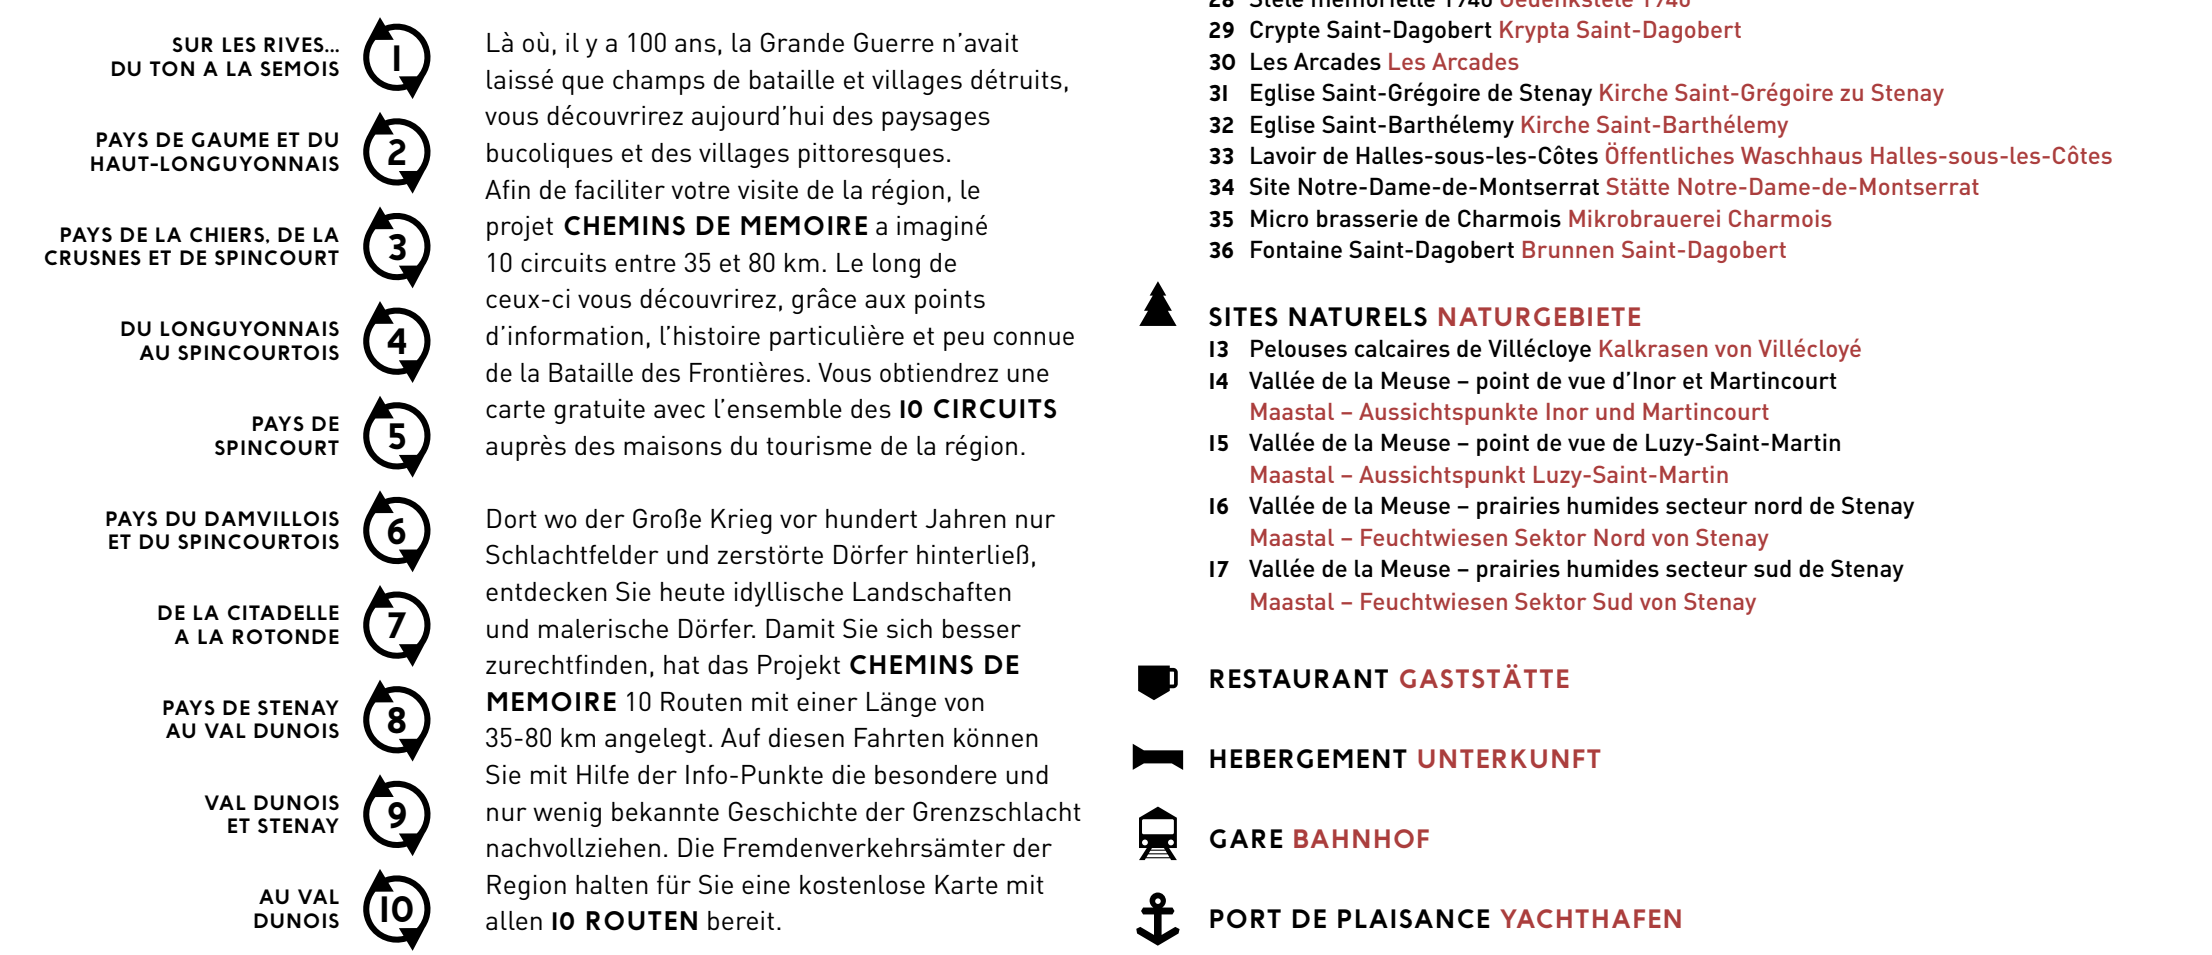 SUR LES RIVES...
DU TON A LA SEMOIS
1
PAYS DE GAUME ET DU
HAUT-LONGUYONNAIS
2
PAYS DE LA CHIERS, DE LA
CRUSNES ET DE SPINCOURT
3
DU LONGUYONNAIS
AU SPINCOURTOIS
4
PAYS DE
SPINCOURT
5
PAYS DU DAMVILLOIS
ET DU SPINCOURTOIS
6
DE LA CITADELLE
A LA ROTONDE
7
PAYS DE STENAY
AU VAL DUNOIS
8
VAL DUNOIS
ET STENAY
9
AU VAL
DUNOIS
10
Là où, il y a 100 ans, la Grande Guerre n’avait
laissé que champs de bataille et villages détruits,
vous découvrirez aujourd’hui des paysages
bucoliques et des villages pittoresques.
Afin de faciliter votre visite de la région, le
projet CHEMINS DE MEMOIRE a imaginé
10 circuits entre 35 et 80 km. Le long de
ceux-ci vous découvrirez, grâce aux points
d’information, l’histoire particulière et peu connue
de la Bataille des Frontières. Vous obtiendrez une
carte gratuite avec l’ensemble des 10 CIRCUITS
auprès des maisons du tourisme de la région.
Dort wo der Große Krieg vor hundert Jahren nur
Schlachtfelder und zerstörte Dörfer hinterließ,
entdecken Sie heute idyllische Landschaften
und malerische Dörfer. Damit Sie sich besser
zurechtfinden, hat das Projekt CHEMINS DE
MEMOIRE 10 Routen mit einer Länge von
35-80 km angelegt. Auf diesen Fahrten können
Sie mit Hilfe der Info-Punkte die besondere und
nur wenig bekannte Geschichte der Grenzschlacht
nachvollziehen. Die Fremdenverkehrsämter der
Region halten für Sie eine kostenlose Karte mit
allen 10 ROUTEN bereit.
28 Stèle mémorielle 1940 Gedenkstele 1940
29 Crypte Saint-Dagobert Krypta Saint-Dagobert
30 Les Arcades Les Arcades
31 Eglise Saint-Grégoire de Stenay Kirche Saint-Grégoire zu Stenay
32 Eglise Saint-Barthélemy Kirche Saint-Barthélemy
33 Lavoir de Halles-sous-les-Côtes Öffentliches Waschhaus Halles-sous-les-Côtes
34 Site Notre-Dame-de-Montserrat Stätte Notre-Dame-de-Montserrat
35 Micro brasserie de Charmois Mikrobrauerei Charmois
36 Fontaine Saint-Dagobert Brunnen Saint-Dagobert
SITES NATURELS NATURGEBIETE
13 Pelouses calcaires de Villécloye Kalkrasen von Villécloyé
14 Vallée de la Meuse – point de vue d’Inor et Martincourt
Maastal – Aussichtspunkte Inor und Martincourt
15 Vallée de la Meuse – point de vue de Luzy-Saint-Martin
Maastal – Aussichtspunkt Luzy-Saint-Martin
16 Vallée de la Meuse – prairies humides secteur nord de Stenay
Maastal – Feuchtwiesen Sektor Nord von Stenay
17 Vallée de la Meuse – prairies humides secteur sud de Stenay
Maastal – Feuchtwiesen Sektor Sud von Stenay
RESTAURANT GASTSTÄTTE
HEBERGEMENT UNTERKUNFT
GARE BAHNHOF
PORT DE PLAISANCE YACHTHAFEN